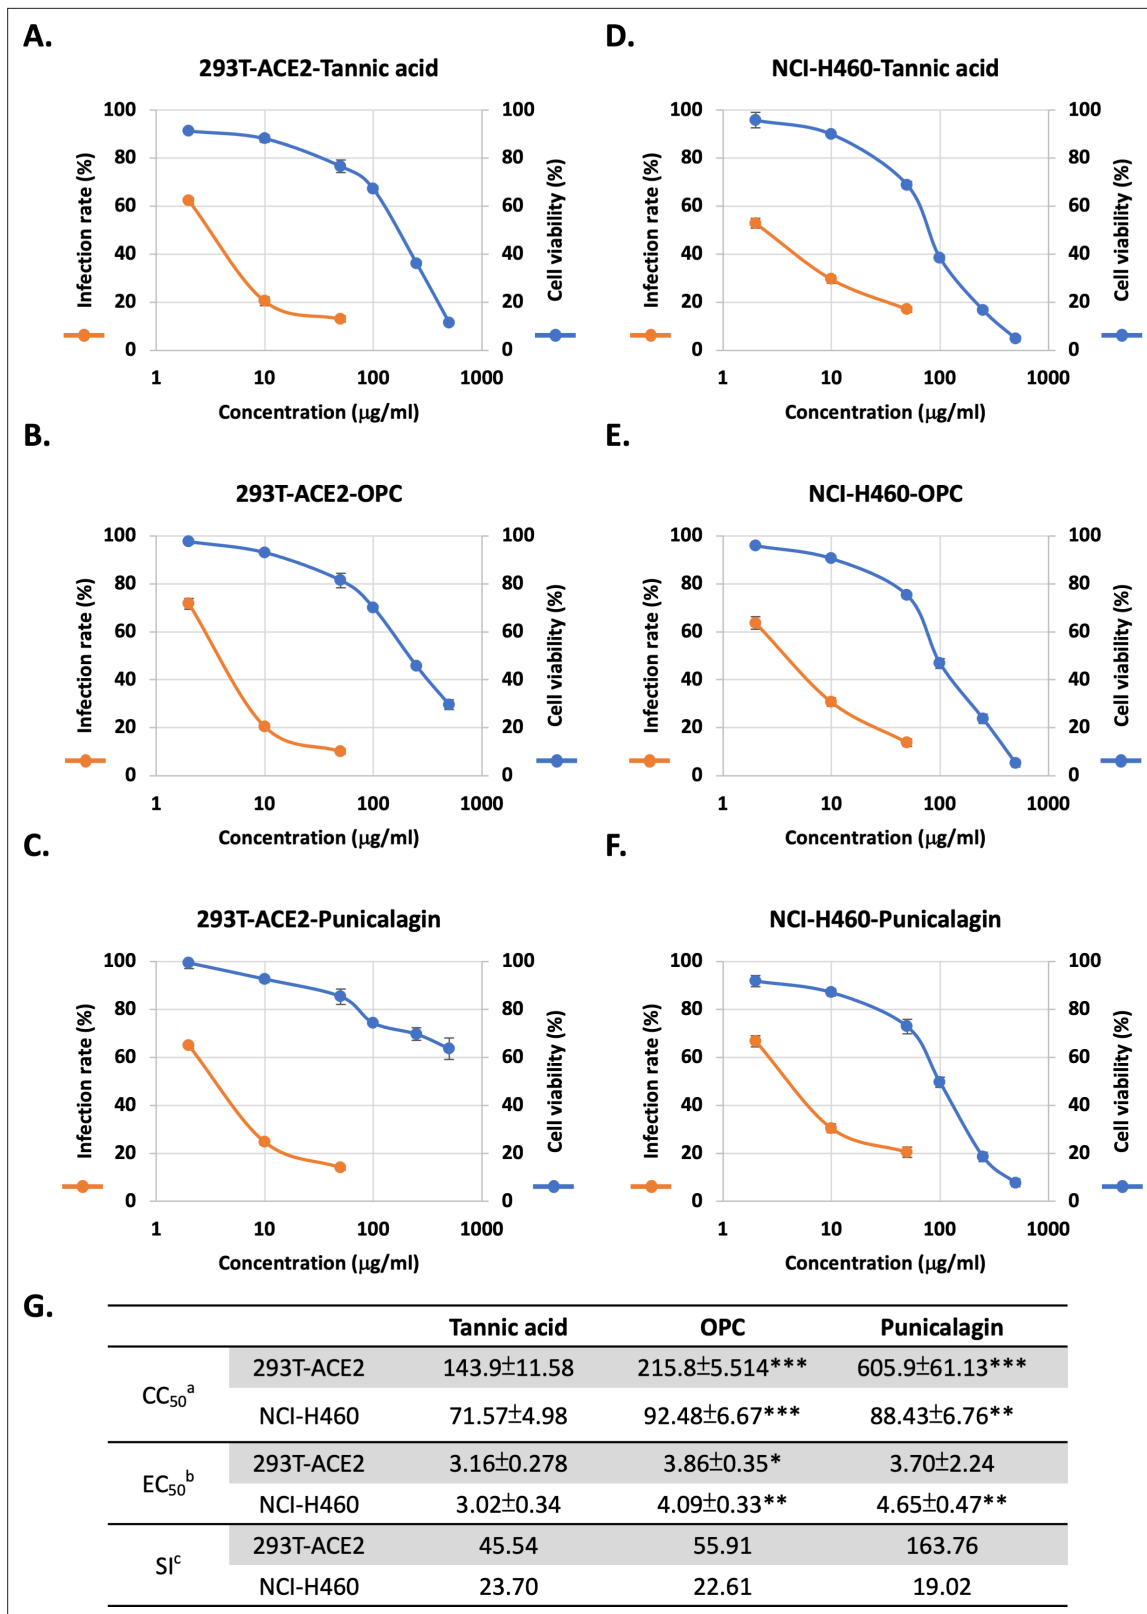 A.
293T-ACE2-Tannic acid
Infection rate (%)
100
80
60
40
20
0
100
80
60
40
20
0
Cell viability (%)
1 10 100 1000
Concentration (μg/ml)
D.
NCI-H460-Tannic acid
Infection rate (%)
100
80
60
40
20
0
100
80
60
40
20
0
Cell viability (%)
1 10 100 1000
Concentration (μg/ml)
B.
293T-ACE2-OPC
Infection rate (%)
100
80
60
40
20
0
100
80
60
40
20
0
Cell viability (%)
1 10 100 1000
Concentration (μg/ml)
E.
NCI-H460-OPC
Infection rate (%)
100
80
60
40
20
0
100
80
60
40
20
0
Cell viability (%)
1 10 100 1000
Concentration (μg/ml)
C.
293T-ACE2-Punicalagin
Infection rate (%)
100
80
60
40
20
0
100
80
60
40
20
0
Cell viability (%)
1 10 100 1000
Concentration (μg/ml)
F.
NCI-H460-Punicalagin
Infection rate (%)
100
80
60
40
20
0
100
80
60
40
20
0
Cell viability (%)
1 10 100 1000
Concentration (μg/ml)
G.
Tannic acid OPC Punicalagin
CC50a
293T-ACE2 143.9±11.58 215.8±5.514*** 605.9±61.13***
NCI-H460 71.57±4.98 92.48±6.67*** 88.43±6.76**
EC50b
293T-ACE2 3.16±0.278 3.86±0.35* 3.70±2.24
NCI-H460 3.02±0.34 4.09±0.33** 4.65±0.47**
SIc
293T-ACE2 45.54 55.91 163.76
NCI-H460 23.70 22.61 19.02